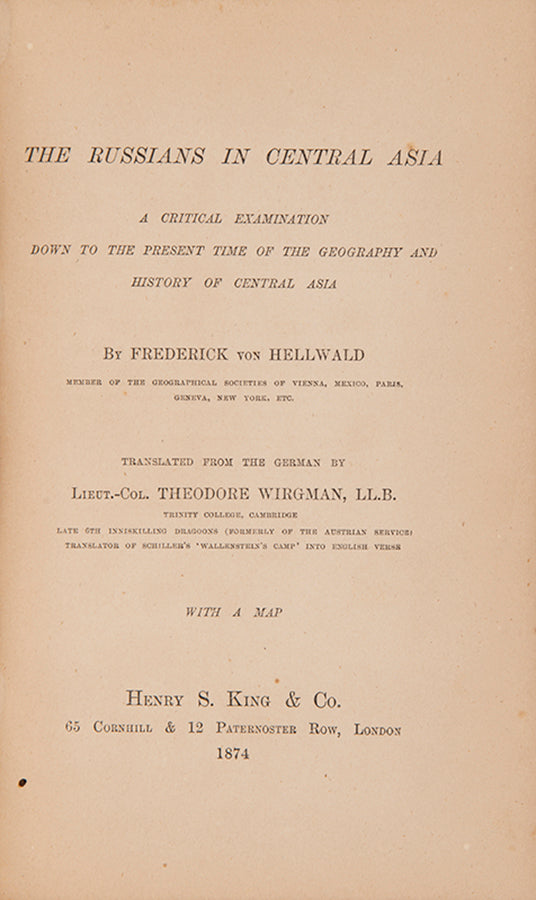 THE RUSSIANS IN CENTRAL ASIA
A CRITICAL EXAMINATION
DOWN TO THE PRESENT TIME OF THE GEOGRAPHY AND
HISTORY OF CENTRAL ASIA
By FREDERICK von HELLWALD
MEMBER OF THE GEOGRAPHICAL SOCIETIES OF VIENNA, MEXICO, PARIS,
GENEVA, NEW YORK, ETC.
TRANSLATED FROM THE GERMAN BY
Lieut.-Col. THEODORE WIRGMAN, LL.B.
TRINITY COLLEGE, CAMBRIDGE
LATE 6TH INNISKILLING DRAGOONS (FORMERLY OF THE AUSTRIAN SERVICE)
TRANSLATOR OF SCHILLER'S 'WALLENSTEIN'S CAMP' INTO ENGLISH VERSE
WITH A MAP
Henry S. King & Co.
65 Cornhill & 12 Paternoster Row, London
1874